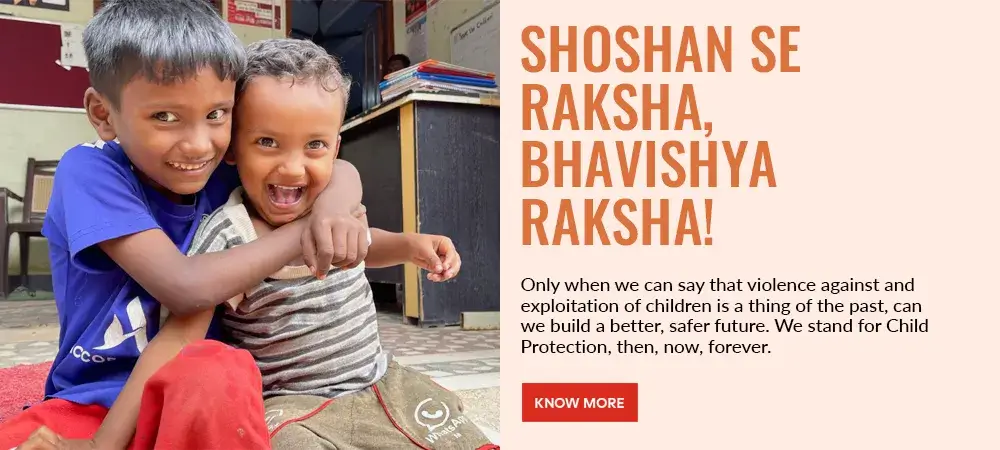 SHOSHAN SE
RAKSHA,
BHAVISHYA
RAKSHA!
Only when we can say that violence against and
exploitation of children is a thing of the past, can
we build a better, safer future. We stand for Child
Protection, then, now, forever.
KNOW MORE